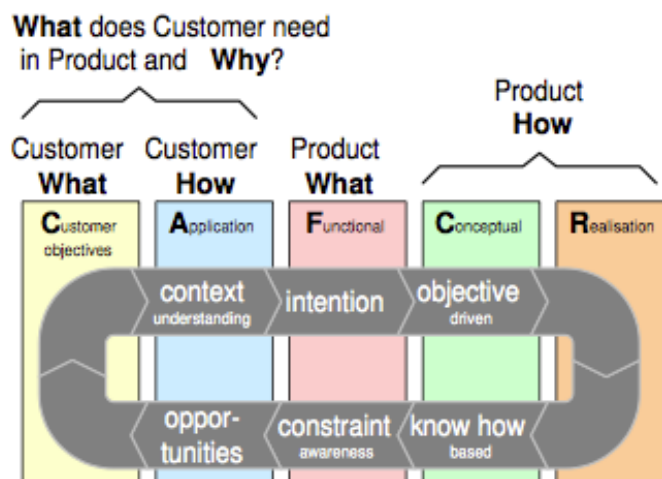 What does Customer need
in Product and Why?
Product
How
Customer
What
Customer
How
Product
What
Customer
objectives
Application
Functional
Conceptual
Realisation
context
understanding
intention
objective
driven
oppor-
tunities
constraint
awareness
know how
based